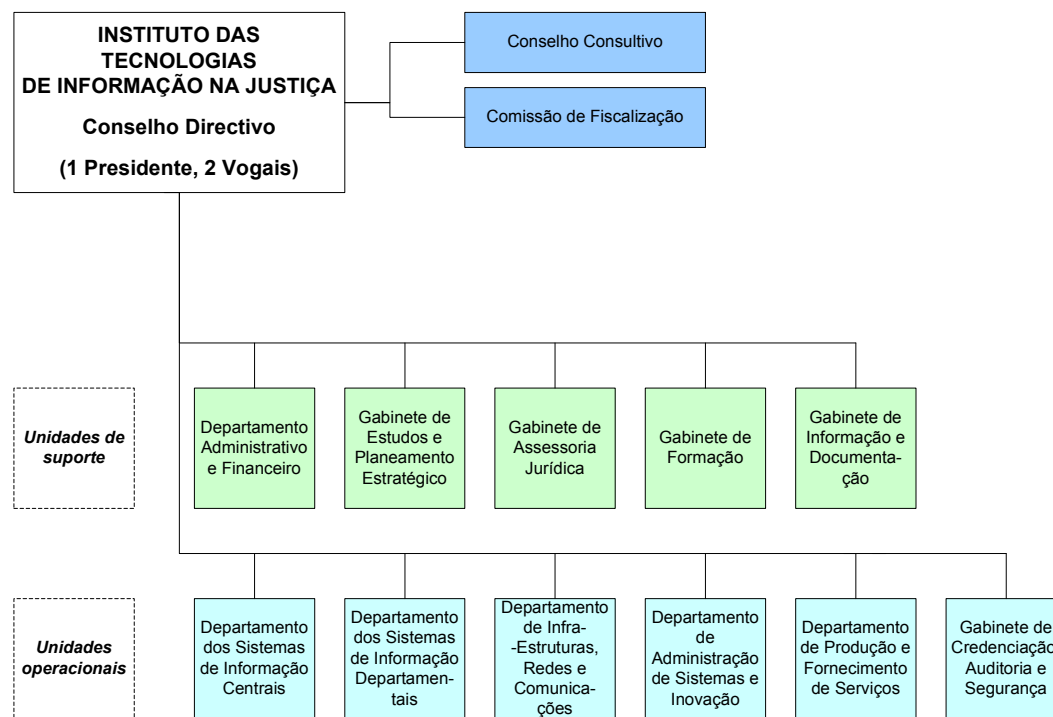 INSTITUTO DAS
TECNOLOGIAS
DE INFORMAÇÃO NA JUSTIÇA
Conselho Directivo
(1 Presidente, 2 Vogais)
Conselho Consultivo
Comissão de Fiscalização
Unidades de
suporte
Departamento
Administrativo
e Financeiro
Gabinete de
Estudos e
Planeamento
Estratégico
Gabinete de
Assessoria
Jurídica
Gabinete de
Formação
Gabinete de
Informação e
Documenta-
ção
Unidades
operacionais
Departamento
dos Sistemas
de Informação
Centrais
Departamento
dos Sistemas
de Informação
Departamen-
tais
Departamento
de Infra-
-Estruturas,
Redes e
Comunica-
ções
Departamento
de
Administração
de Sistemas e
Inovação
Departamento
de Produção e
Fornecimento
de Serviços
Gabinete de
Credenciação,
Auditoria e
Segurança